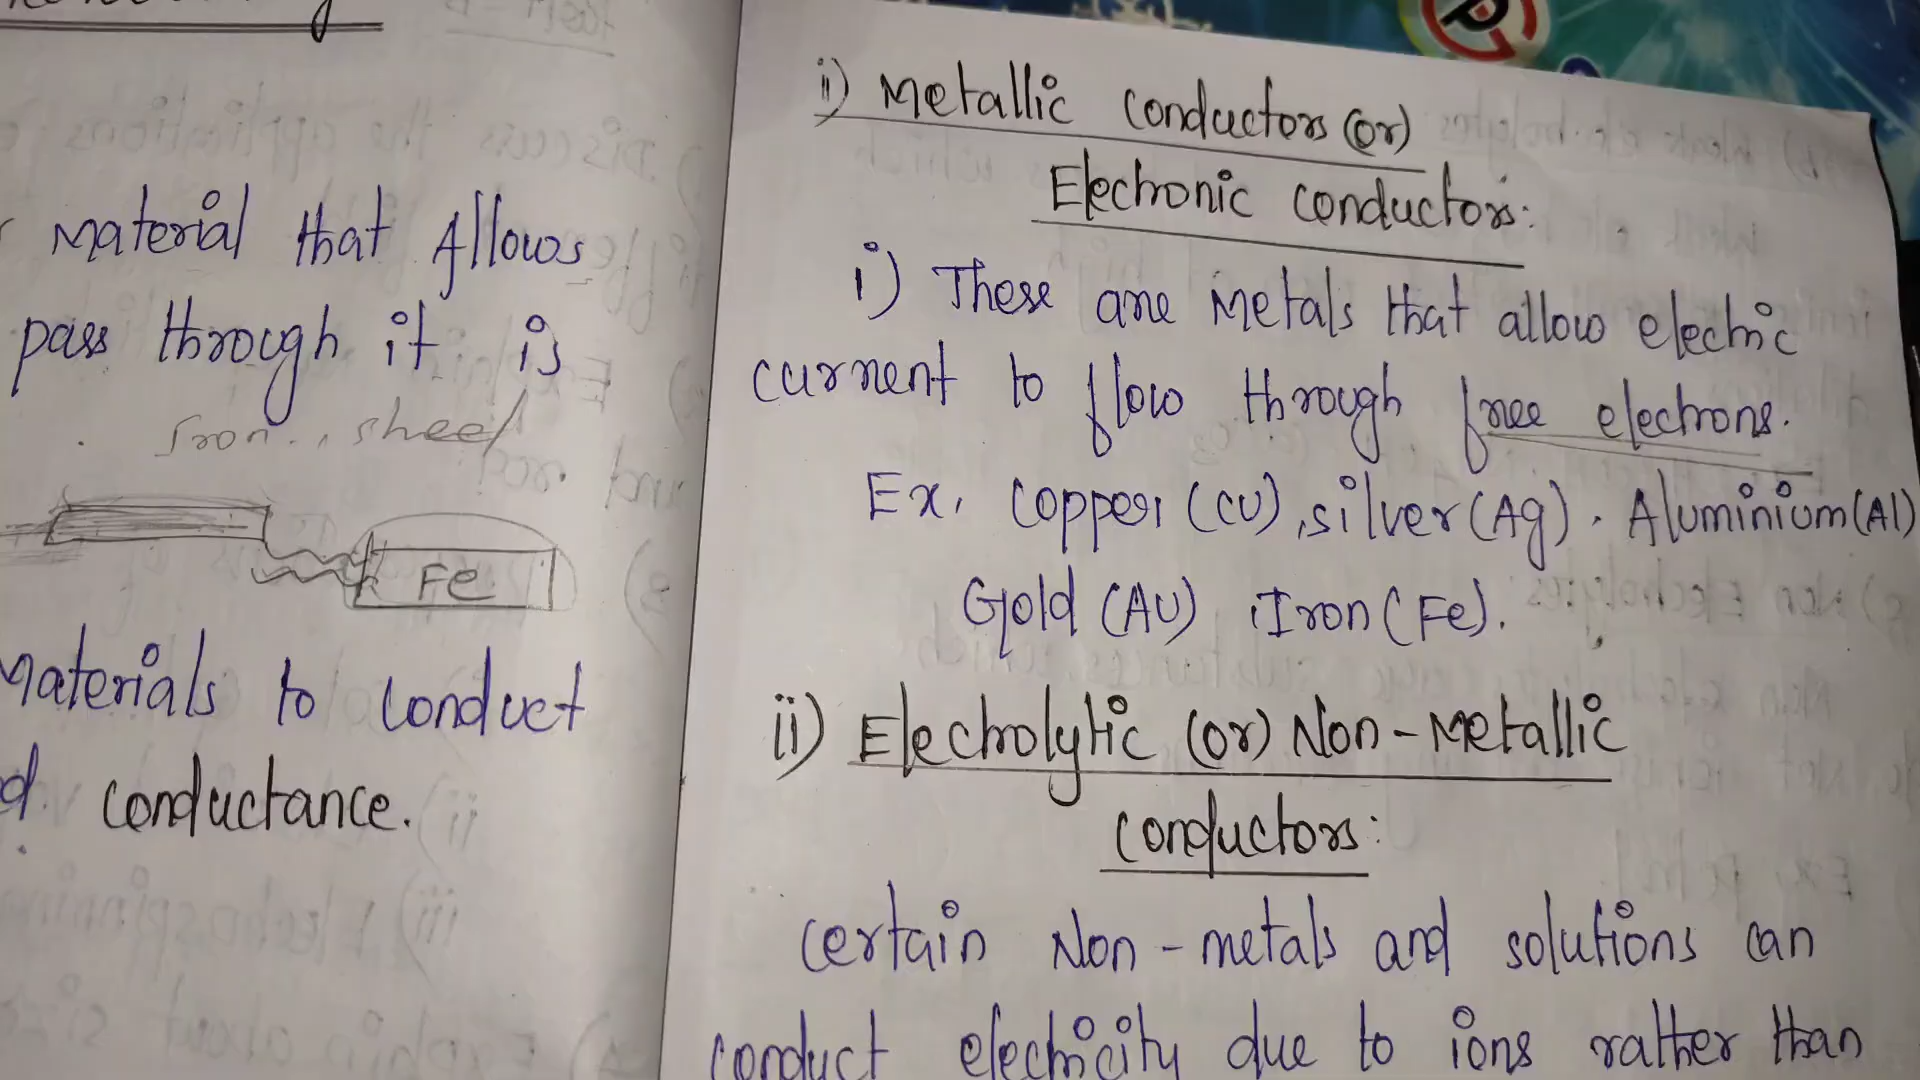 material that Allows
pass through it is
Iron., sheel
Fe
materials to conduct
conductance.
i) Metallic conductors (or)
Electronic conductors:
i) These are metals that allow electric
current to flow through free electrons.
Ex. Copper, (Cu), silver (Ag). Aluminium (Al)
Gold (Au) , Iron (Fe).
ii) Electrolytic (or) Non-Metallic
conductors:
certain Non-metals and solutions can
conduct electricity due to ions rather than